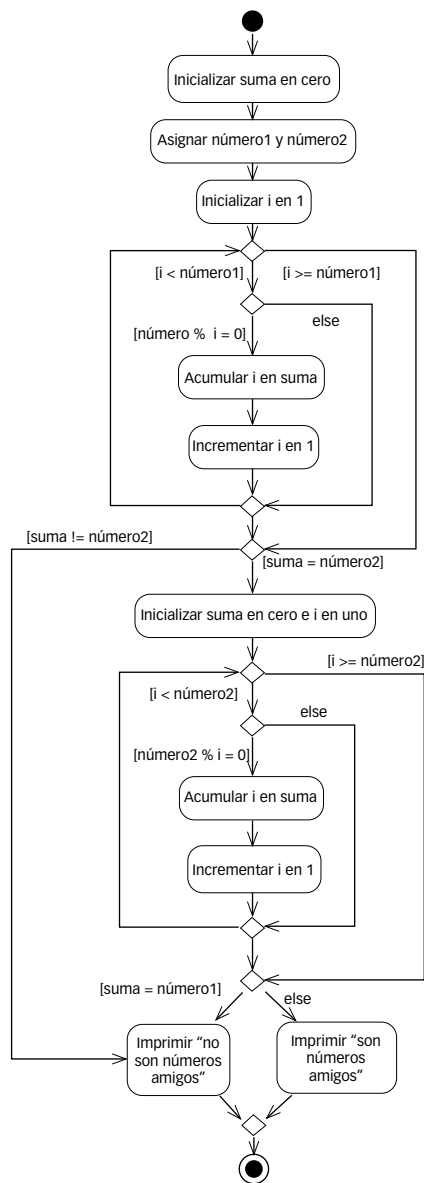 Inicializar suma en cero
Asignar número1 y número2
Inicializar i en 1
[i < número1]
[i >= número1]
else
[número % i = 0]
Acumular i en suma
Incrementar i en 1
[suma != número2]
[suma = número2]
Inicializar suma en cero e i en uno
[i >= número2]
[i < número2]
else
[número2 % i = 0]
Acumular i en suma
Incrementar i en 1
[suma = número1]
else
Imprimir “no
son números
amigos”
Imprimir “son
números
amigos”